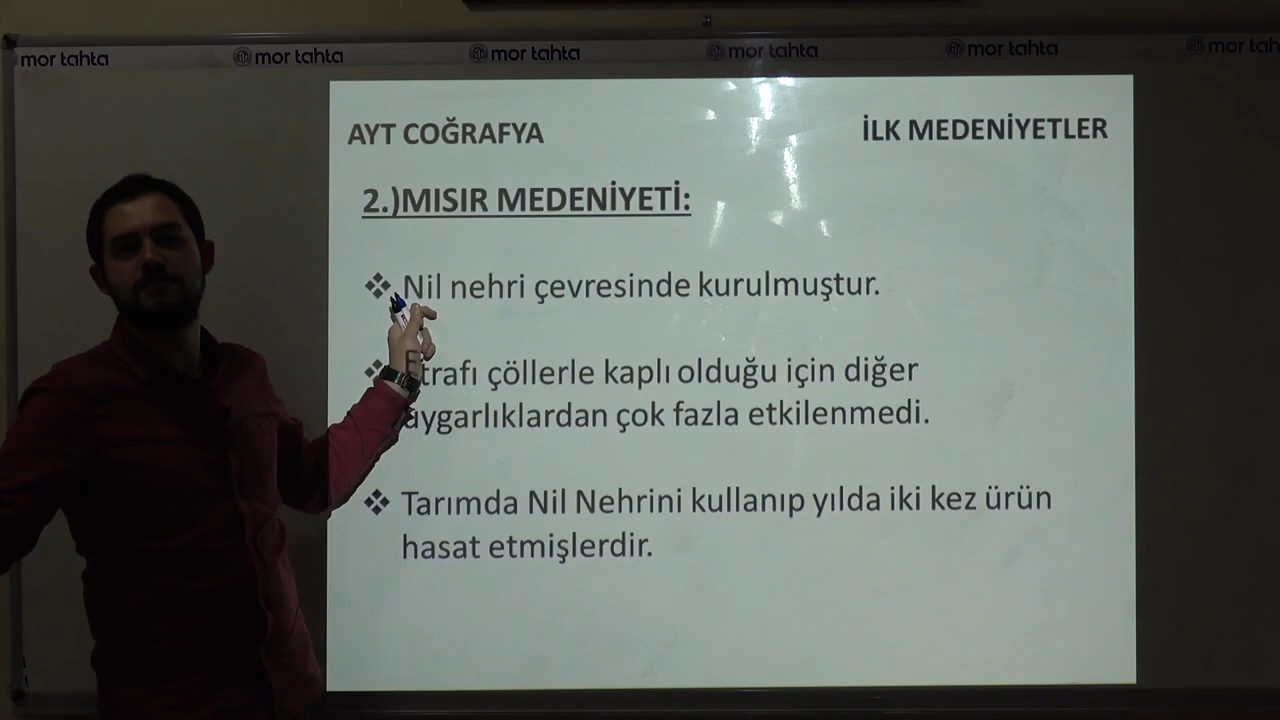 mor tahta mor tahta mor tahta mor tahta mor tahta mor tah
AYT COĞRAFYA İLK MEDENİYETLER
2.)MISIR MEDENİYETİ:
Nil nehri çevresinde kurulmuştur.
Etrafı çöllerle kaplı olduğu için diğer
aygarlıklardan çok fazla etkilenmedi.
Tarımda Nil Nehrini kullanıp yılda iki kez ürün
hasat etmişlerdir.